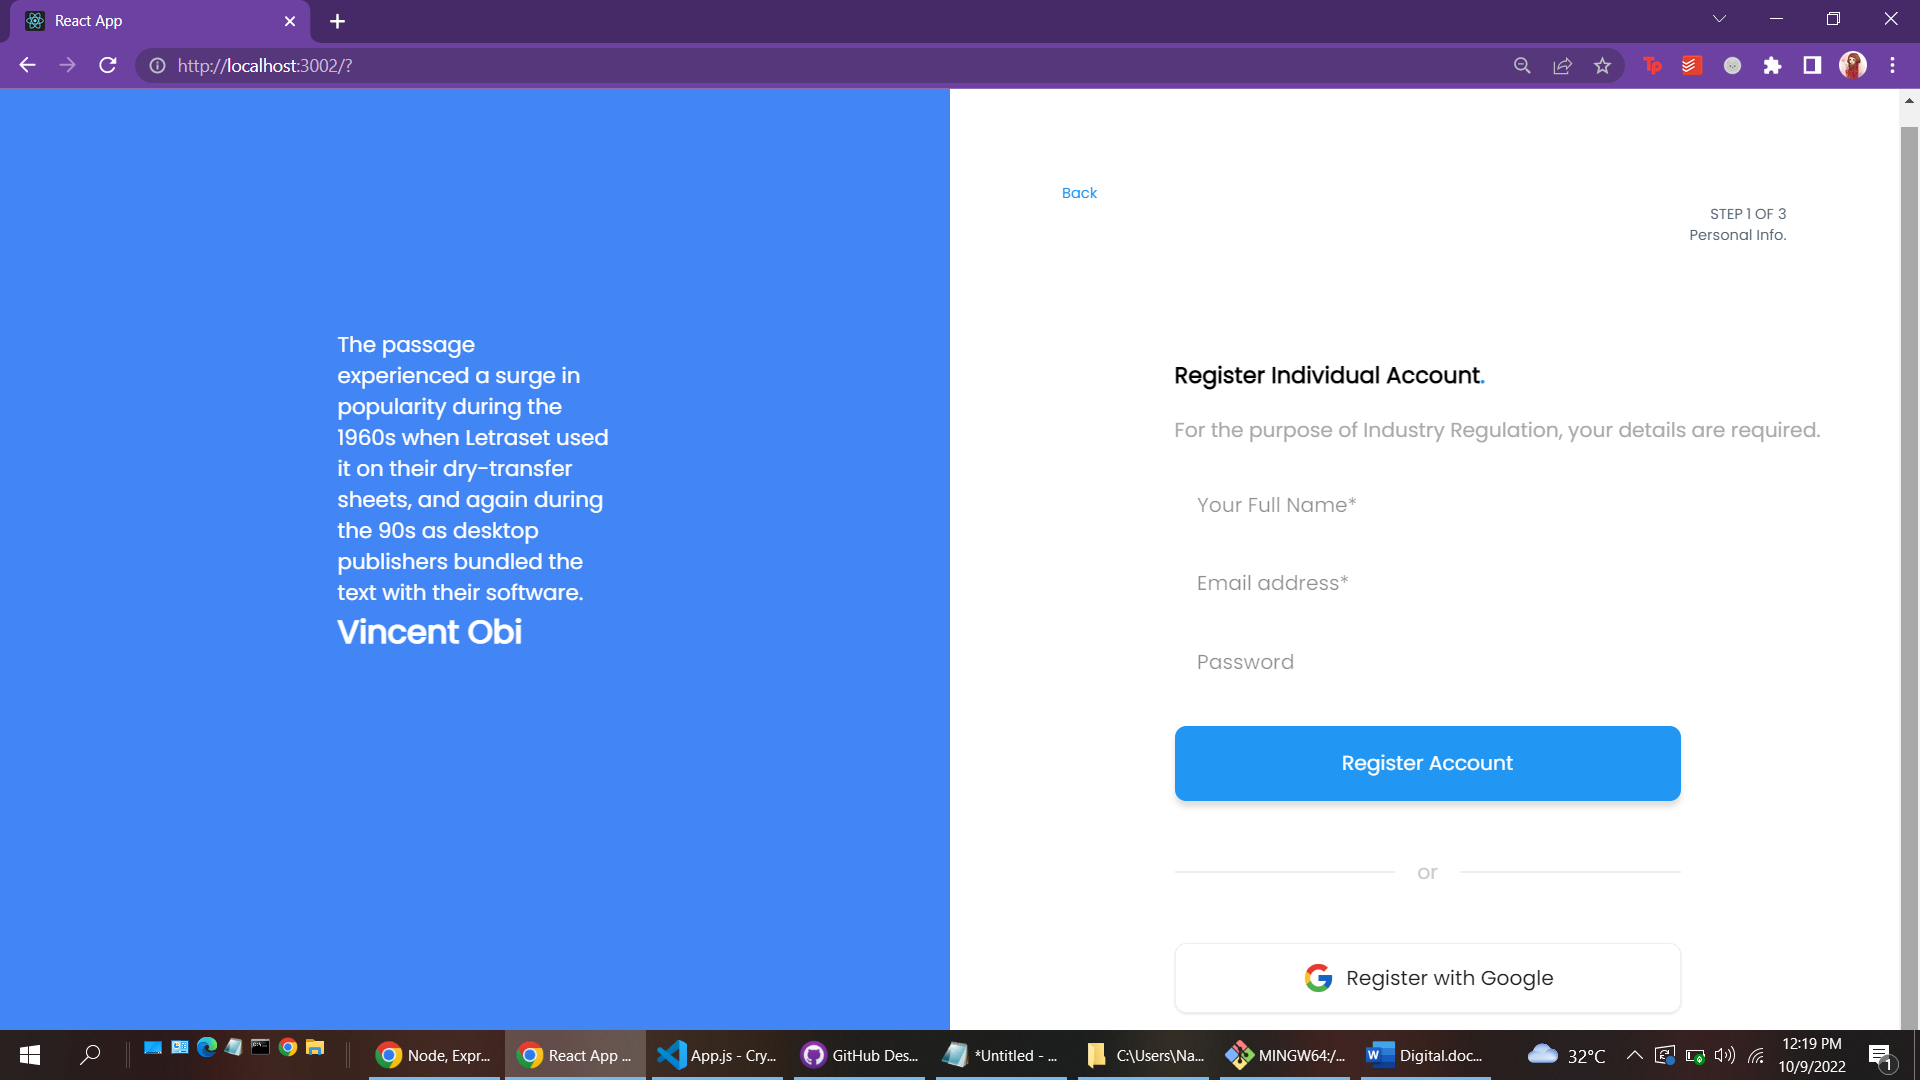 React App
http://localhost:3002/?
Tp
Back
STEP 1 OF 3
Personal Info.
The passage
experienced a surge in
popularity during the
1960s when Letraset used
it on their dry-transfer
sheets, and again during
the 90s as desktop
publishers bundled the
text with their software.
Vincent Obi
Register Individual Account.
For the purpose of Industry Regulation, your details are required.
Your Full Name*
Email address*
Password
Register Account
or
Register with Google
Node, Expr...
React App ...
App.js - Cry...
GitHub Des...
*Untitled - ...
C:\Users\Na...
MINGW64:/...
Digital.doc...
32°C
12:19 PM
10/9/2022
1